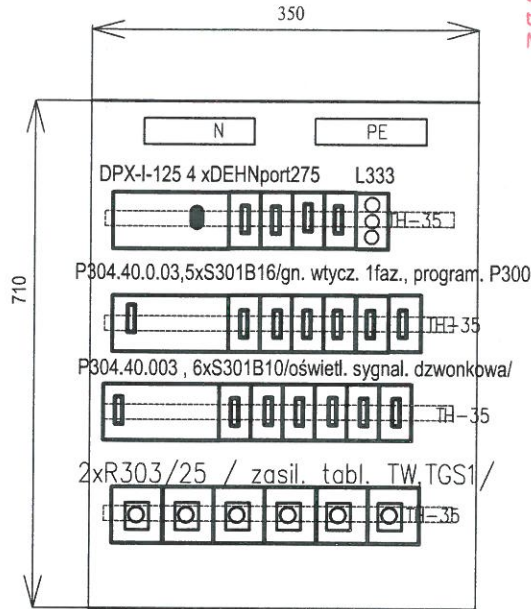 350
710
N PE
DPX-I-125 4 xDEHNport275 L333
TH-35
P304.40.0.03,5xS301B16/gn. wtycz. 1faz., program. P300
TH-35
P304.40.003 , 6xS301B10/oświetl. sygnal. dzwonkowa/
TH-35
2xR303/25 / zasil. tabl. TW,TGS1/
TH-35